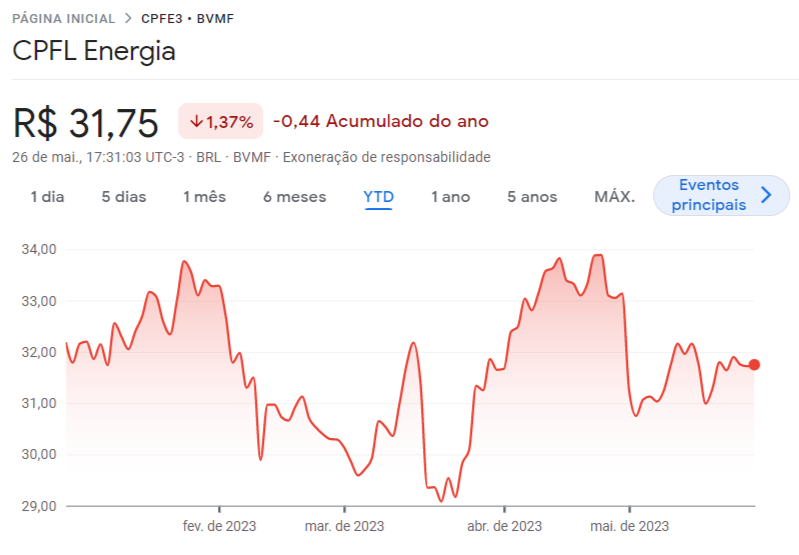 PÁGINA INICIAL > CPFE3 • BVMF
CPFL Energia
R$ 31,75 ↓1,37% -0,44 Acumulado do ano
26 de mai., 17:31:03 UTC-3 · BRL · BVMF · Exoneração de responsabilidade
1 dia 5 dias 1 mês 6 meses YTD 1 ano 5 anos MÁX. Eventos principais >
34,00
33,00
32,00
31,00
30,00
29,00
fev. de 2023 mar. de 2023 abr. de 2023 mai. de 2023